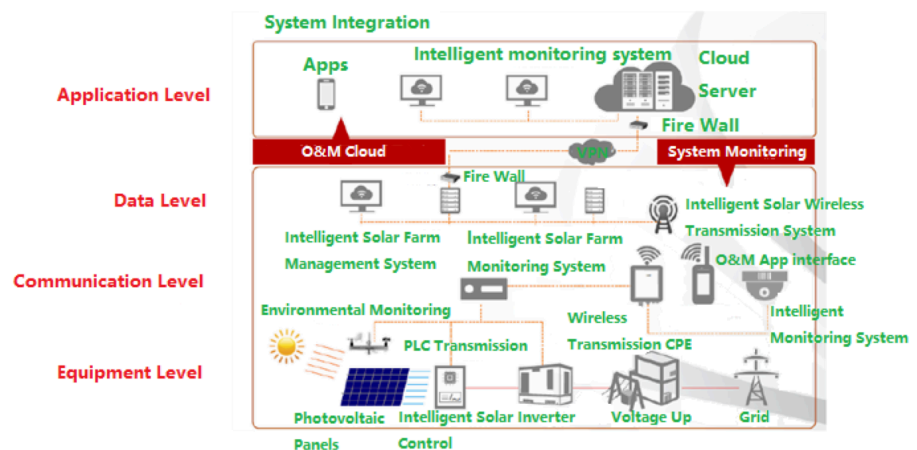 System Integration
Application Level
Apps
Intelligent monitoring system
Cloud
Server
Fire Wall
O&M Cloud
VPN
System Monitoring
Fire Wall
Data Level
Intelligent Solar Farm
Management System
Intelligent Solar Farm
Monitoring System
Intelligent Solar Wireless
Transmission System
O&M App interface
Communication Level
Environmental Monitoring
PLC Transmission
Wireless
Transmission CPE
Intelligent
Monitoring System
Equipment Level
Photovoltaic
Panels
Intelligent Solar Inverter
Control
Voltage Up
Grid